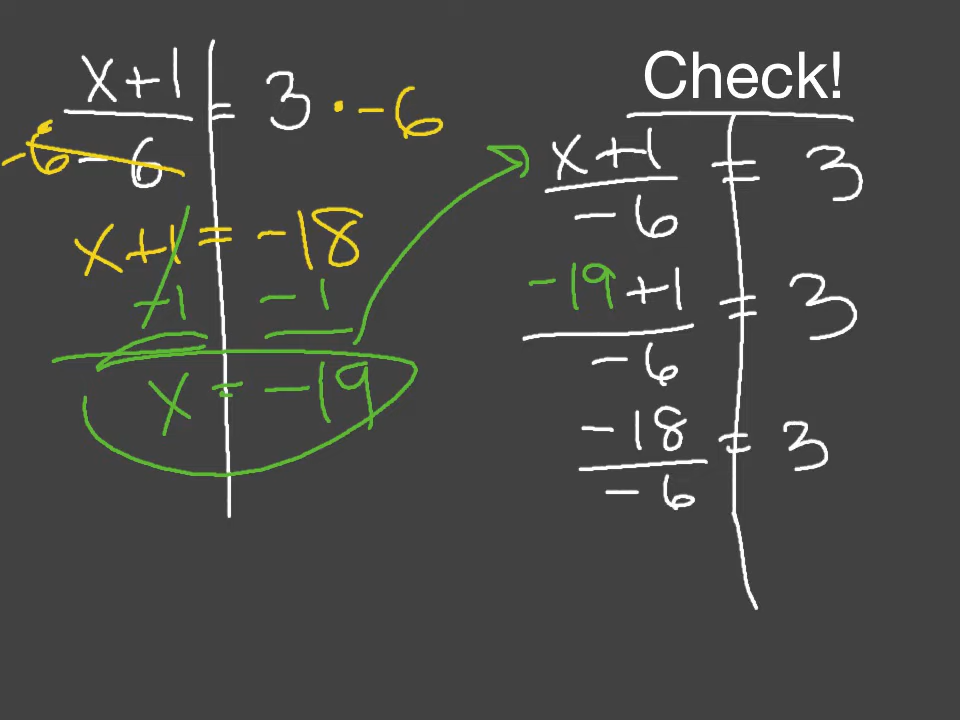 x+1 = 3 · -6
-6 · -6
x+1 = -18
-1 -1
x = -19
Check!
x+1 = 3
-6
-19+1 = 3
-6
-18 = 3
-6